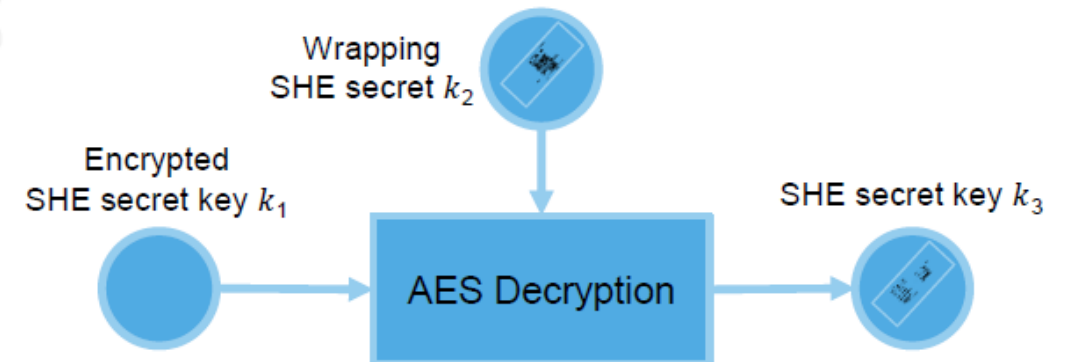 Wrapping
SHE secret k₂
Encrypted
SHE secret key k₁
SHE secret key k₃
AES Decryption